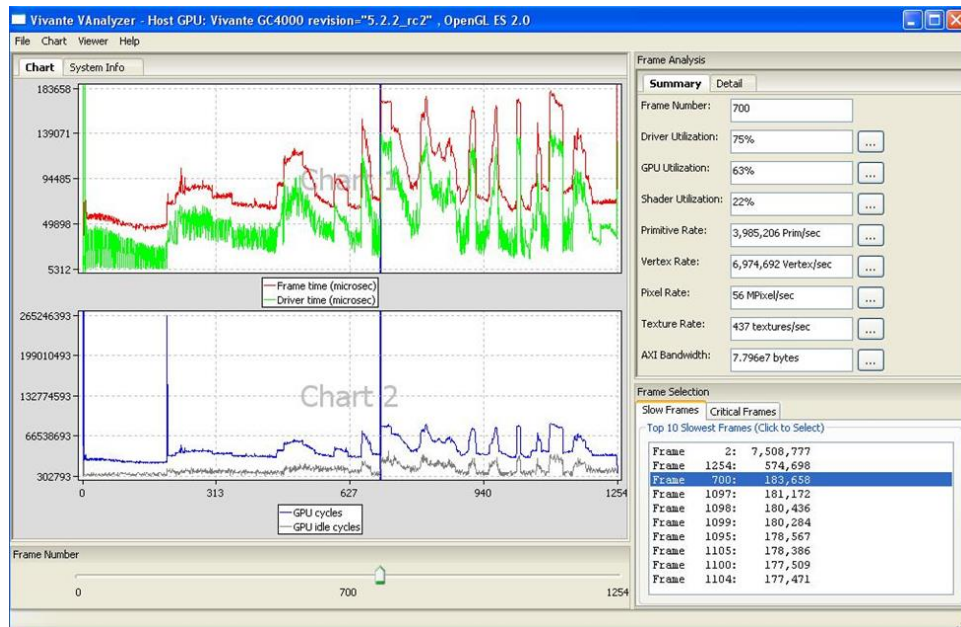 Vivante VAnalyzer - Host GPU: Vivante GC4000 revision="5.2.2_rc2" , OpenGL ES 2.0
File Chart Viewer Help
Chart System Info
183658
139071
94485
49898
5312
Chart 1
Frame time (microsec)
Driver time (microsec)
265246393
199010493
132774593
66538693
302793
Chart 2
0 313 627 940 1254
GPU cycles
GPU idle cycles
Frame Number
0 700 1254
Frame Analysis
Summary Detail
Frame Number: 700
Driver Utilization: 75% ...
GPU Utilization: 63% ...
Shader Utilization: 22% ...
Primitive Rate: 3,985,206 Prim/sec ...
Vertex Rate: 6,974,692 Vertex/sec ...
Pixel Rate: 56 MPixel/sec ...
Texture Rate: 437 textures/sec ...
AXI Bandwidth: 7.796e7 bytes ...
Frame Selection
Slow Frames Critical Frames
Top 10 Slowest Frames (Click to Select)
Frame 2: 7,508,777
Frame 1254: 574,698
Frame 700: 183,658
Frame 1097: 181,172
Frame 1098: 180,436
Frame 1099: 180,284
Frame 1095: 178,567
Frame 1105: 178,386
Frame 1100: 177,509
Frame 1104: 177,471